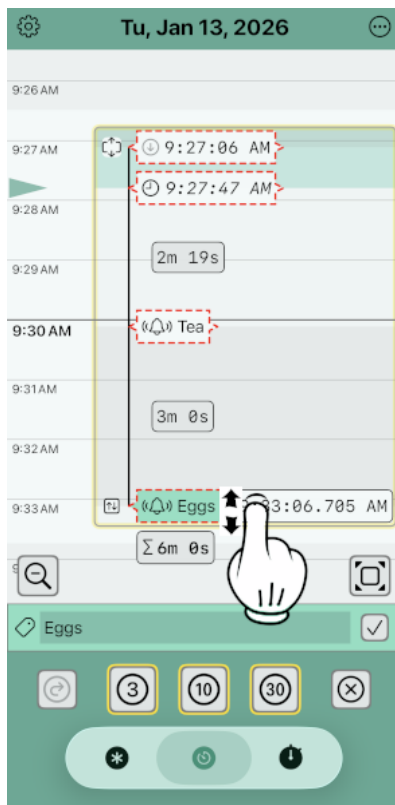 Tu, Jan 13, 2026
9:26 AM
9:27 AM
9:27:06 AM
9:27:47 AM
9:28 AM
2m 19s
9:29 AM
9:30 AM
Tea
9:31 AM
3m 0s
9:32 AM
9:33 AM
Eggs
3:06.705 AM
Σ 6m 0s
Eggs
3
10
30